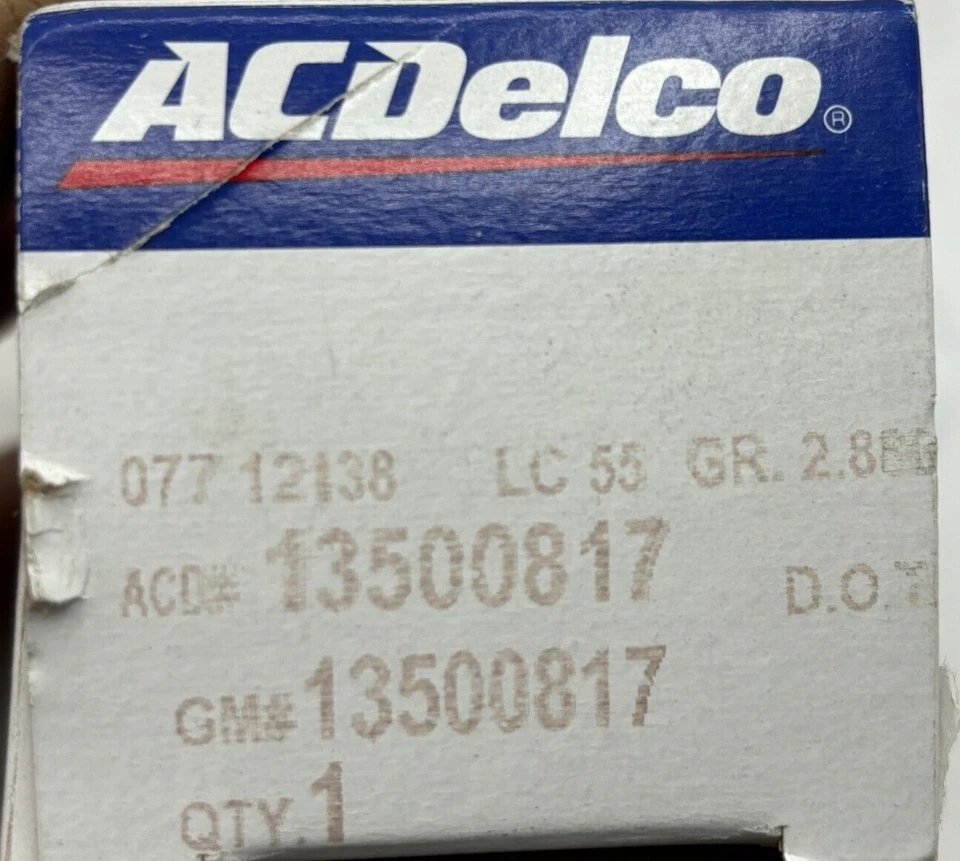 ACDelco®
077 12138 LC 55 GR. 2.8
ACD# 13500817 D.O.T
GM# 13500817
QTY. 1